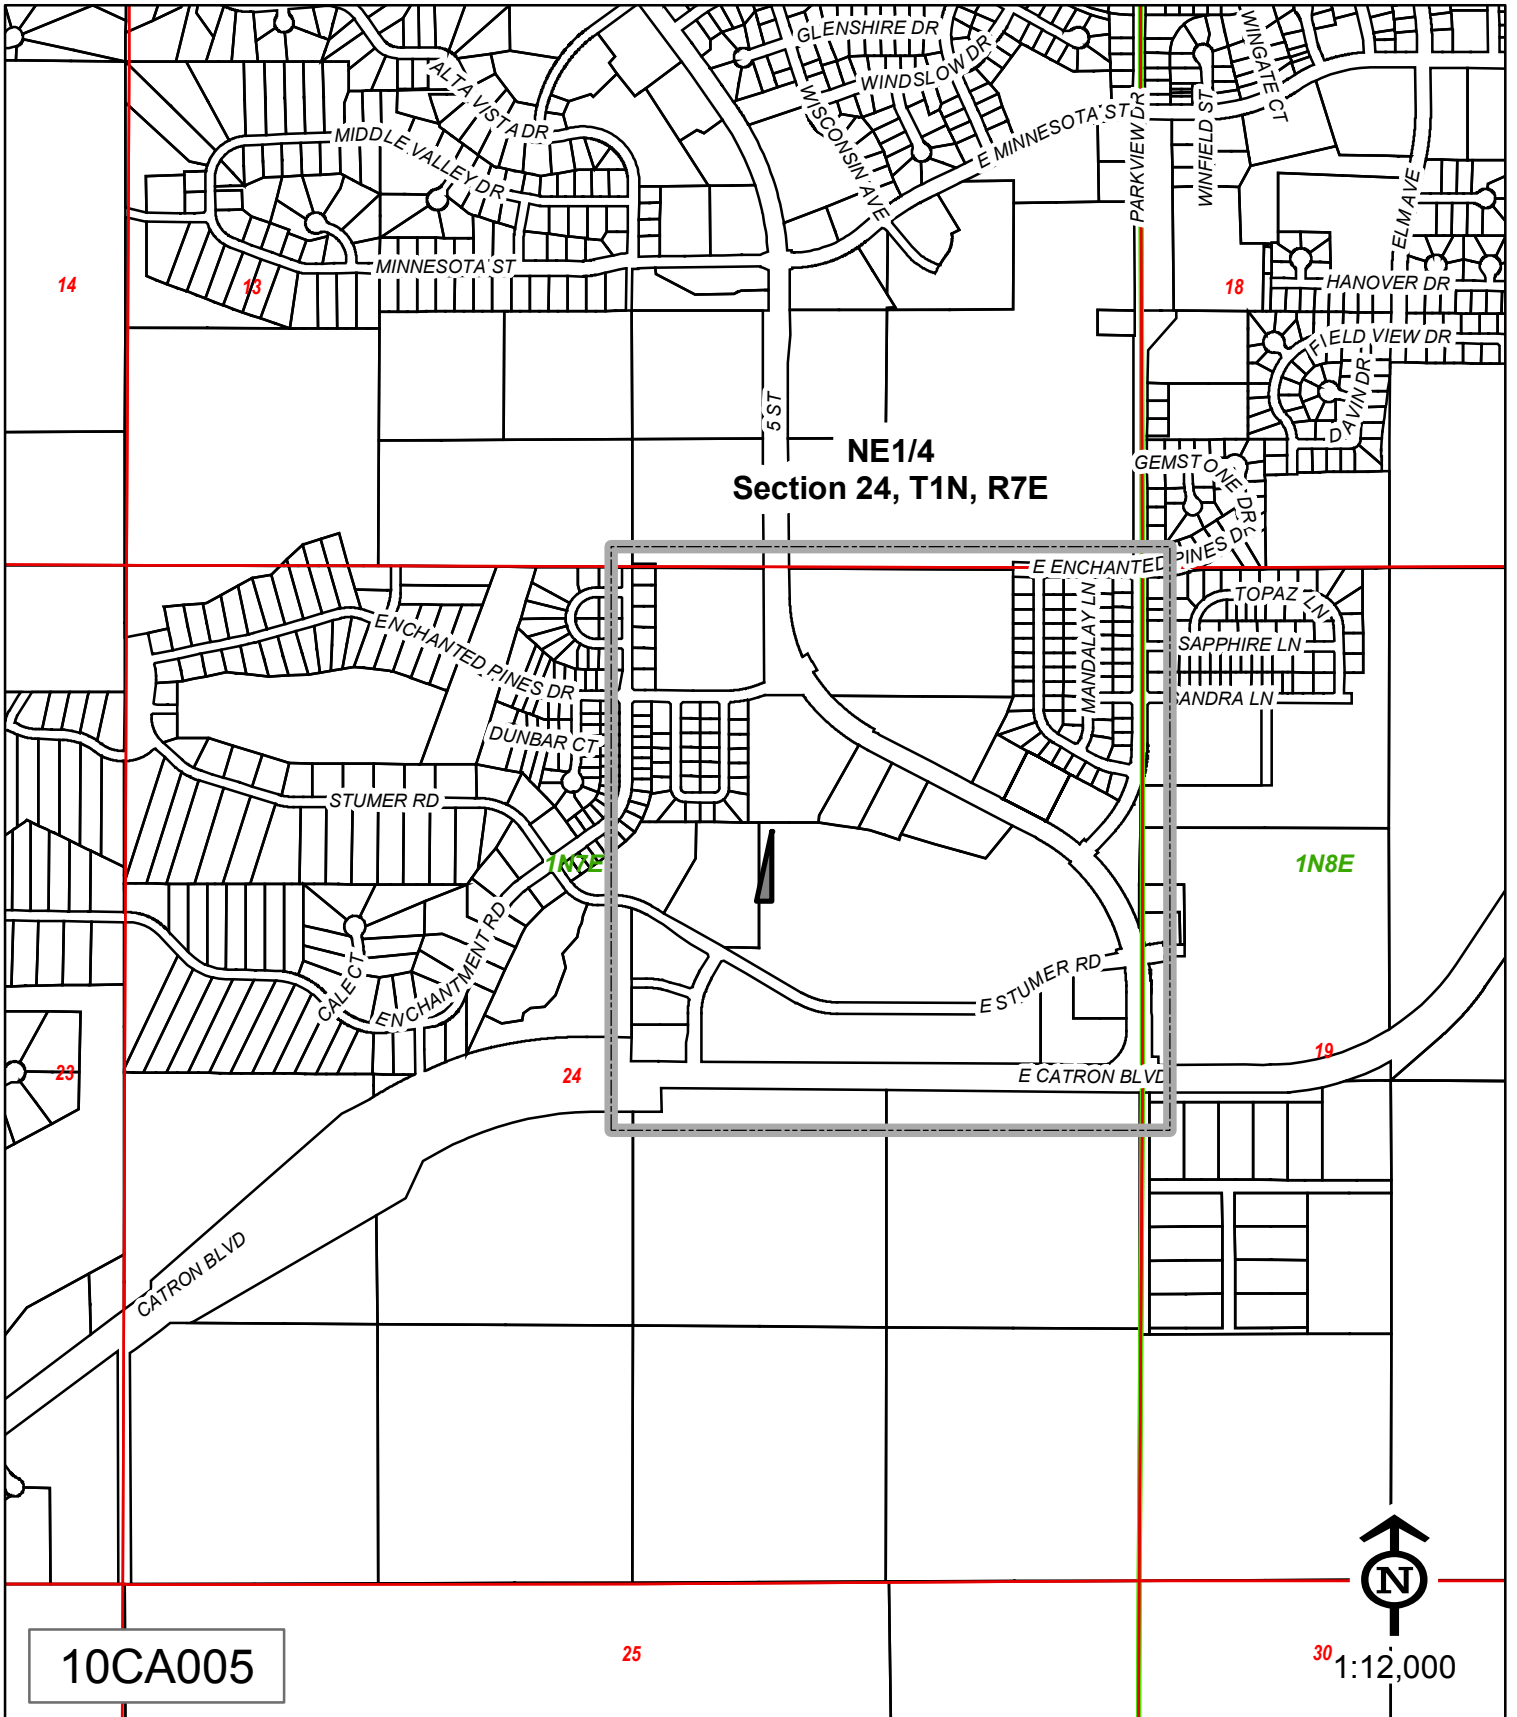 GLENSHIRE DR
WINDSLOW DR
WISCONSIN AVE
E MINNESOTA ST
PARKVIEW DR
WINFIELD ST
WINGATE CT
ELM AVE
ALTA VISTA DR
MIDDLE VALLEY DR
MINNESOTA ST
14
13
18
HANOVER DR
FIELD VIEW DR
DAVIN DR
5 ST
NE1/4
Section 24, T1N, R7E
GEMSTONE DR
E ENCHANTED PINES DR
TOPAZ LN
SAPPHIRE LN
SANDRA LN
MANDALAY LN
ENCHANTED PINES DR
DUNBAR CT
STUMER RD
1N7E
1N8E
ENCHANTMENT RD
CALE CT
E STUMER RD
E CATRON BLVD
23
24
19
CATRON BLVD
N
25
30
1:12,000
10CA005